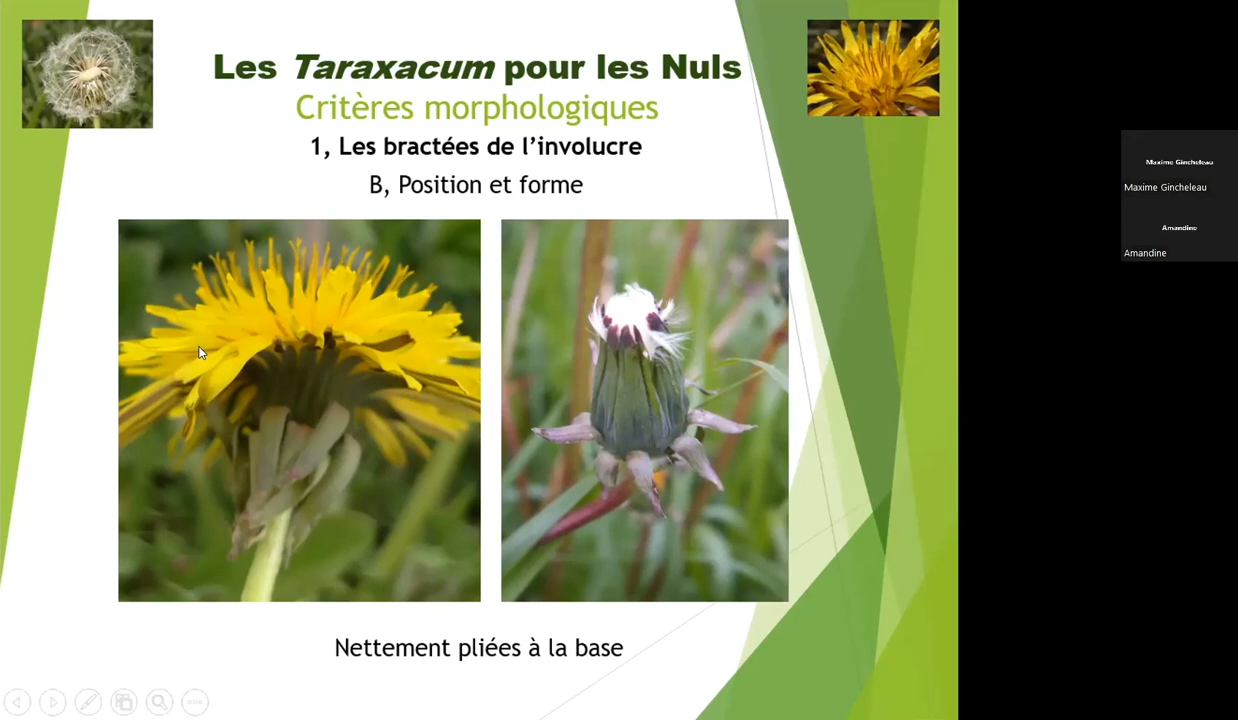 Les Taraxacum pour les Nuls
Critères morphologiques
1, Les bractées de l’involucre
B, Position et forme
Nettement pliées à la base
Maxime Gincheleau
Maxime Gincheleau
Amandine
Amandine